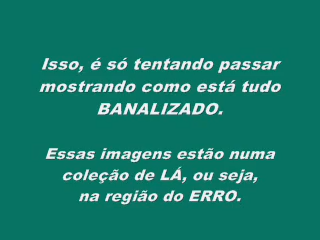 Isso, é só tentando passar
mostrando como está tudo
BANALIZADO.
Essas imagens estão numa
coleção de LÁ, ou seja,
na região do ERRO.